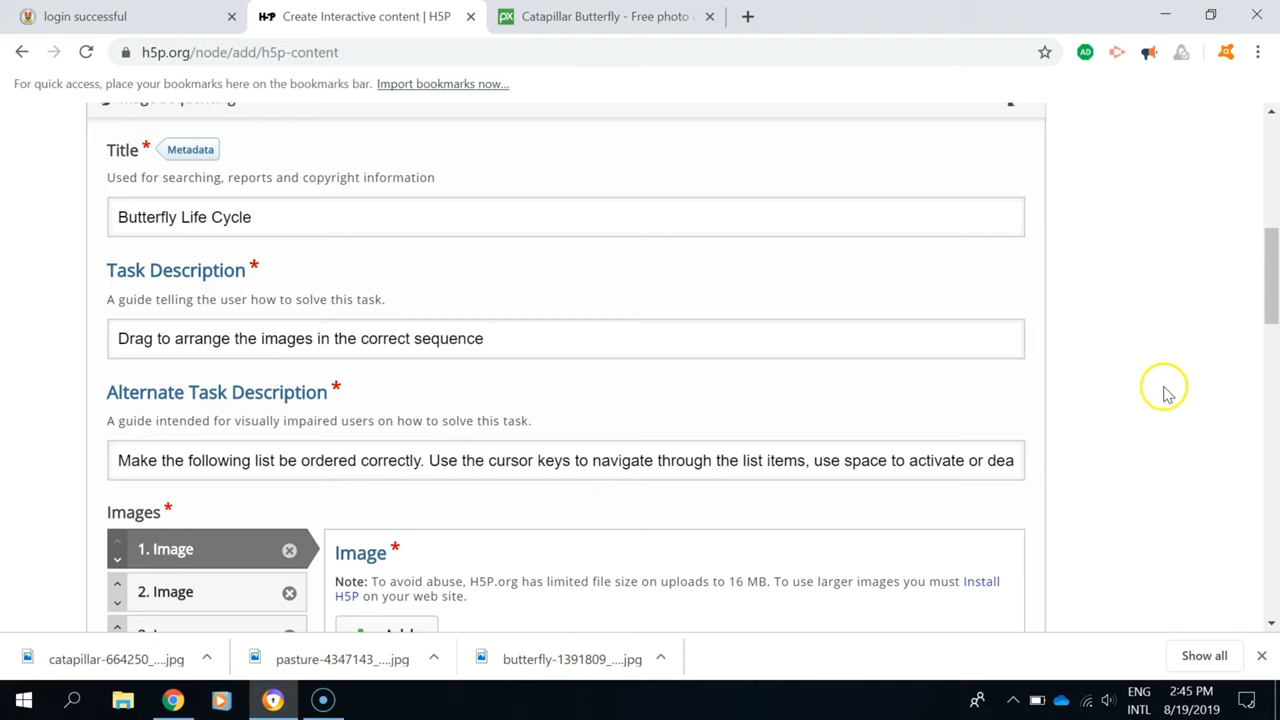 login successful
H-P Create Interactive content | H5P
px Catapillar Butterfly - Free photo
h5p.org/node/add/h5p-content
AD
For quick access, place your bookmarks here on the bookmarks bar. Import bookmarks now...
Title * Metadata
Used for searching, reports and copyright information
Butterfly Life Cycle
Task Description *
A guide telling the user how to solve this task.
Drag to arrange the images in the correct sequence
Alternate Task Description *
A guide intended for visually impaired users on how to solve this task.
Make the following list be ordered correctly. Use the cursor keys to navigate through the list items, use space to activate or dea
Images *
1. Image
Image *
Note: To avoid abuse, H5P.org has limited file size on uploads to 16 MB. To use larger images you must Install
H5P on your web site.
2. Image
catapillar-664250_....jpg
pasture-4347143_....jpg
butterfly-1391809_....jpg
Show all
ENG
INTL
2:45 PM
8/19/2019